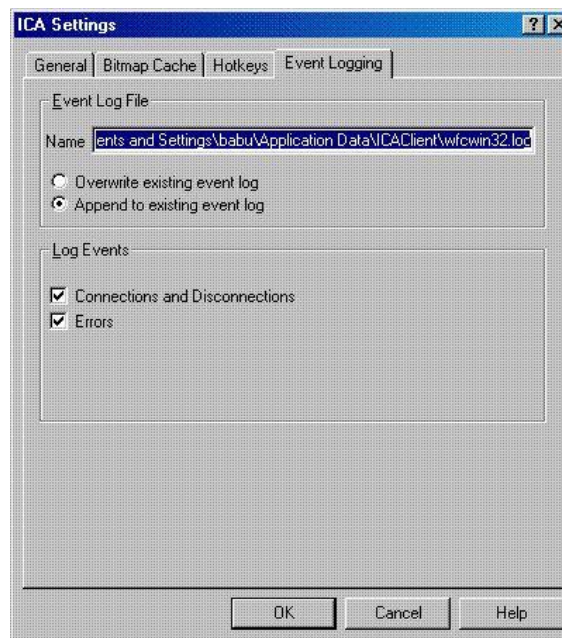 ICA Settings
General Bitmap Cache Hotkeys Event Logging
Event Log File
Name ents and Settings\babu\Application Data\ICAClient\wfcwin32.log
Overwrite existing event log
Append to existing event log
Log Events
Connections and Disconnections
Errors
OK Cancel Help